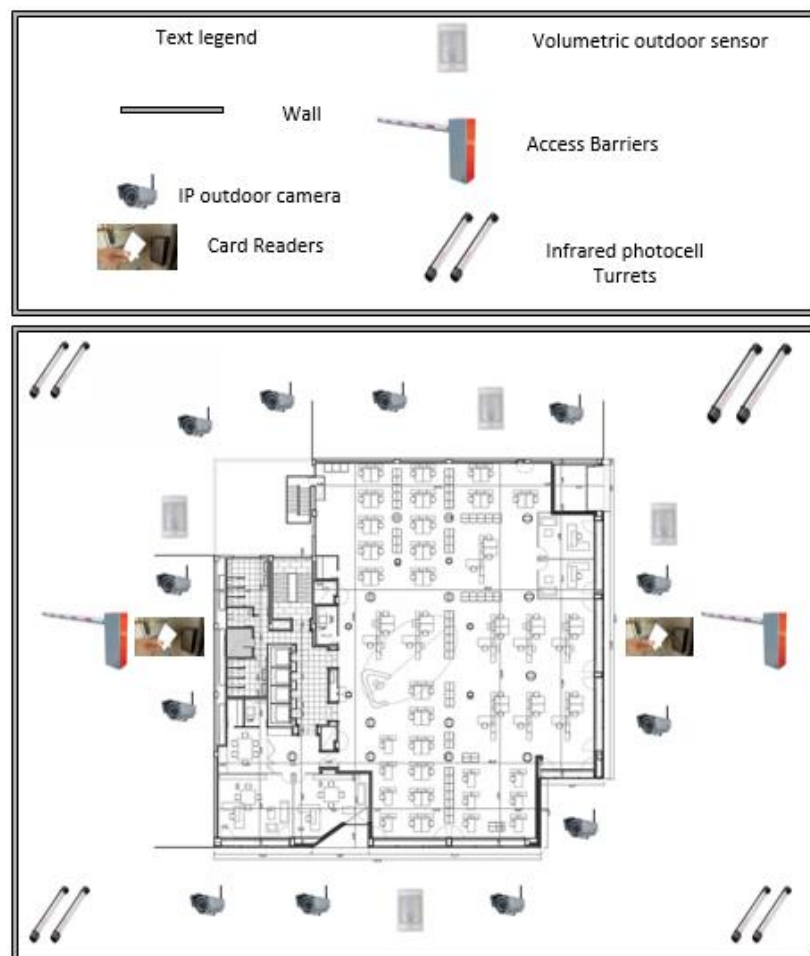 Text legend
Volumetric outdoor sensor
Wall
Access Barriers
IP outdoor camera
Card Readers
Infrared photocell
Turrets